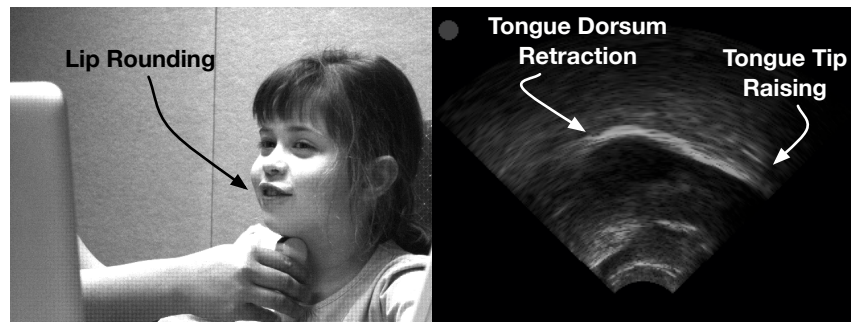 Lip Rounding
Tongue Dorsum
Retraction
Tongue Tip
Raising